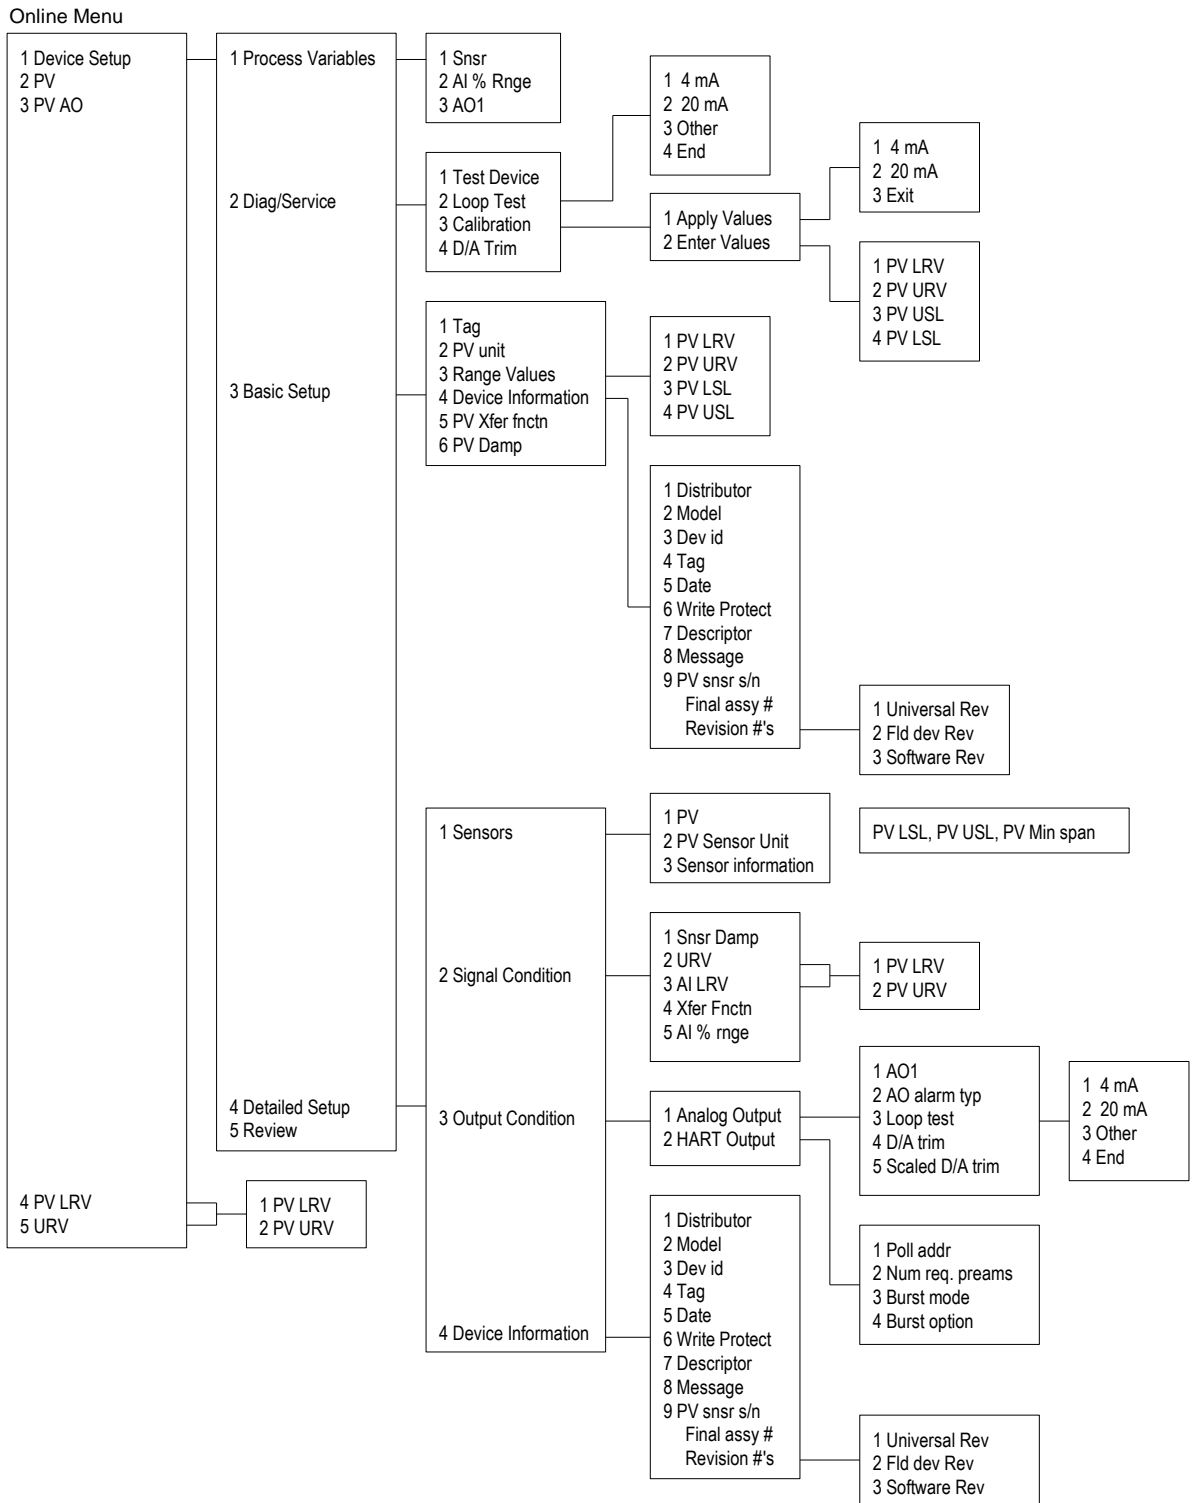 Online Menu
1 Device Setup
2 PV
3 PV AO
4 PV LRV
5 URV
1 PV LRV
2 PV URV
1 Process Variables
2 Diag/Service
3 Basic Setup
4 Detailed Setup
5 Review
1 Snsr
2 AI % Rnge
3 AO1
1 Test Device
2 Loop Test
3 Calibration
4 D/A Trim
1 4 mA
2 20 mA
3 Other
4 End
1 Apply Values
2 Enter Values
1 4 mA
2 20 mA
3 Exit
1 PV LRV
2 PV URV
3 PV USL
4 PV LSL
1 Tag
2 PV unit
3 Range Values
4 Device Information
5 PV Xfer fnctn
6 PV Damp
1 PV LRV
2 PV URV
3 PV LSL
4 PV USL
1 Distributor
2 Model
3 Dev id
4 Tag
5 Date
6 Write Protect
7 Descriptor
8 Message
9 PV snsr s/n
Final assy #
Revision #'s
1 Universal Rev
2 Fld dev Rev
3 Software Rev
1 Sensors
2 Signal Condition
3 Output Condition
4 Device Information
1 PV
2 PV Sensor Unit
3 Sensor information
PV LSL, PV USL, PV Min span
1 Snsr Damp
2 URV
3 AI LRV
4 Xfer Fnctn
5 AI % rnge
1 PV LRV
2 PV URV
1 Analog Output
2 HART Output
1 AO1
2 AO alarm typ
3 Loop test
4 D/A trim
5 Scaled D/A trim
1 4 mA
2 20 mA
3 Other
4 End
1 Poll addr
2 Num req. preams
3 Burst mode
4 Burst option
1 Distributor
2 Model
3 Dev id
4 Tag
5 Date
6 Write Protect
7 Descriptor
8 Message
9 PV snsr s/n
Final assy #
Revision #'s
1 Universal Rev
2 Fld dev Rev
3 Software Rev